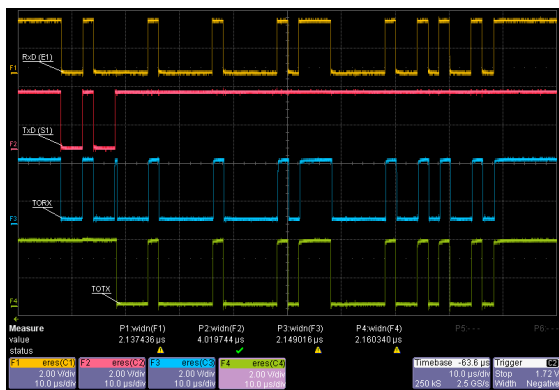 F1
RxD (E1)
F2
TxD (S1)
F3
TORX
F4
TOTX
Measure P1:widn(F1) P2:widn(F2) P3:widn(F3) P4:widn(F4) P5:---
value 2.137436 µs 4.019744 µs 2.149016 µs 2.160340 µs
status
F1 eres(C1) F2 eres(C2) F3 eres(C3) F4 eres(C4) Timebase -63.6 µs Trigger C2
2.00 V/div 2.00 V/div 2.00 V/div 2.00 V/div 10.0 µs/div Stop 1.72 V
10.0 µs/div 10.0 µs/div 10.0 µs/div 10.0 µs/div 250 kS 2.5 GS/s Width Negative